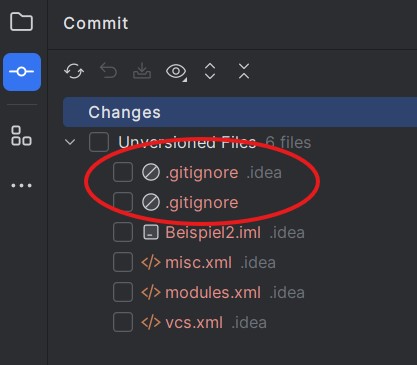 Commit
Changes
Unversioned Files 6 files
.gitignore .idea
.gitignore
Beispiel2.iml .idea
misc.xml .idea
modules.xml .idea
vcs.xml .idea